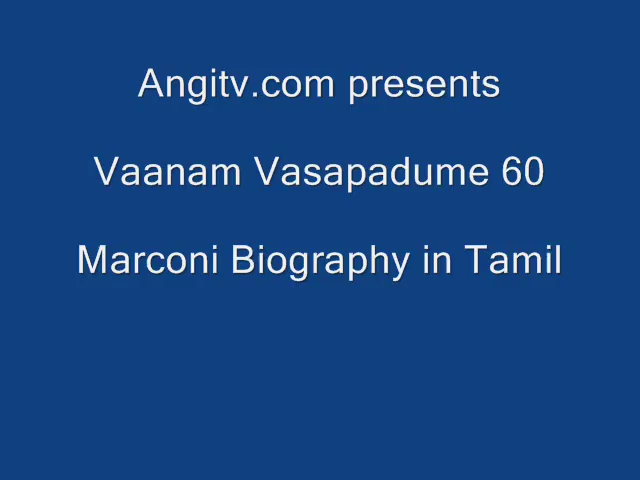 Angitv.com presents
Vaanam Vasapadume 60
Marconi Biography in Tamil